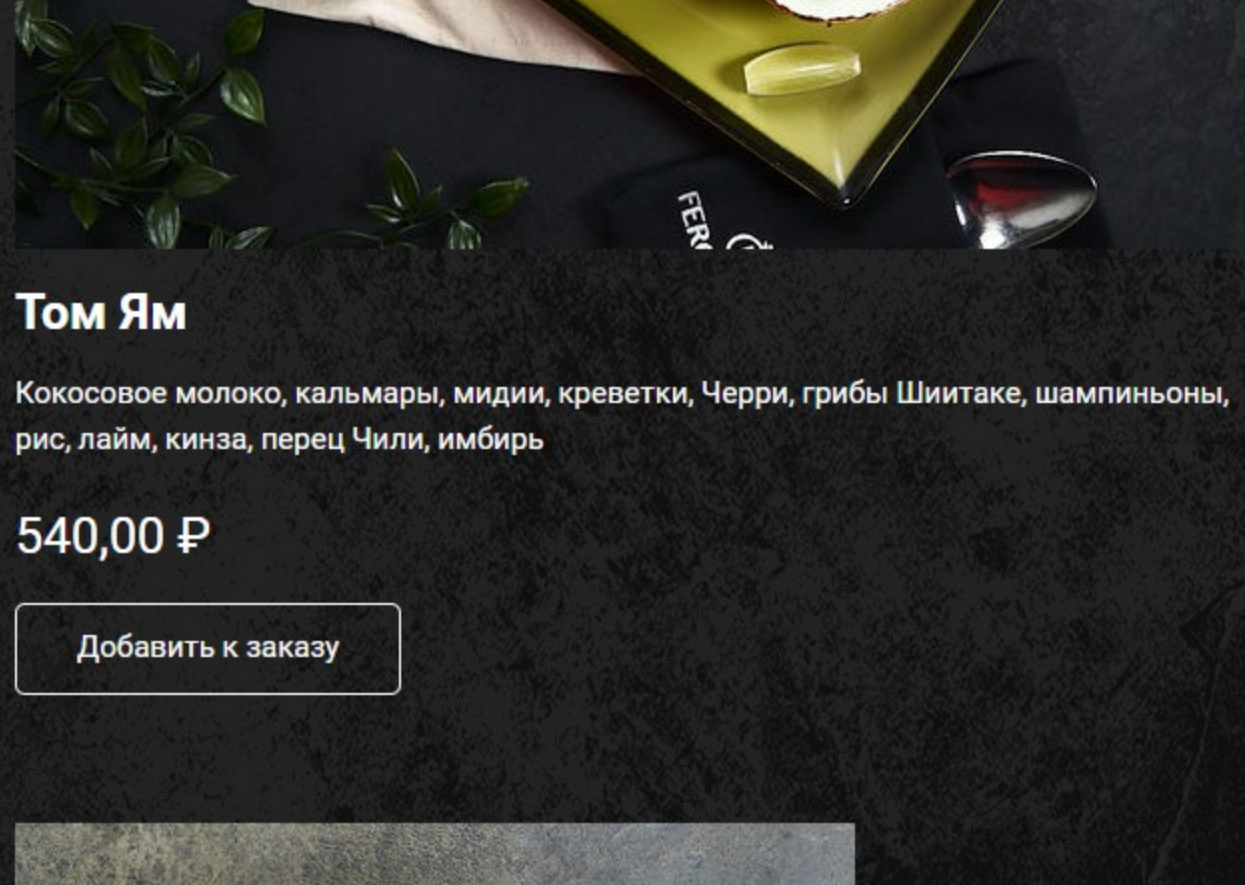 FERG
Том Ям
Кокосовое молоко, кальмары, мидии, креветки, Черри, грибы Шиитаке, шампиньоны,
рис, лайм, кинза, перец Чили, имбирь
540,00 ₽
Добавить к заказу